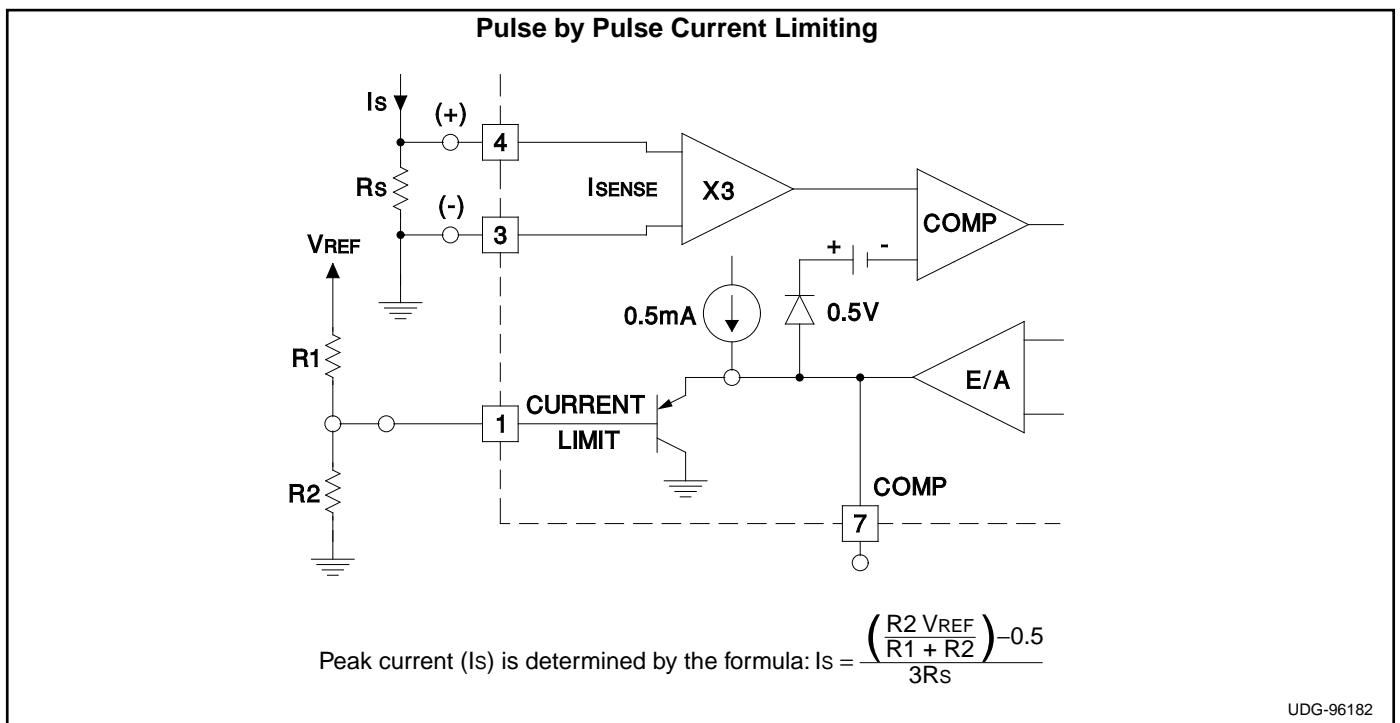 Pulse by Pulse Current Limiting
Is
(+)
4
Rs
ISENSE
X3
COMP
(-)
3
VREF
+ -
0.5mA
0.5V
R1
E/A
1
CURRENT
LIMIT
R2
COMP
7
Peak current (Is) is determined by the formula: Is = ((R2 VREF)/(R1 + R2)) –0.5 / 3Rs
UDG-96182